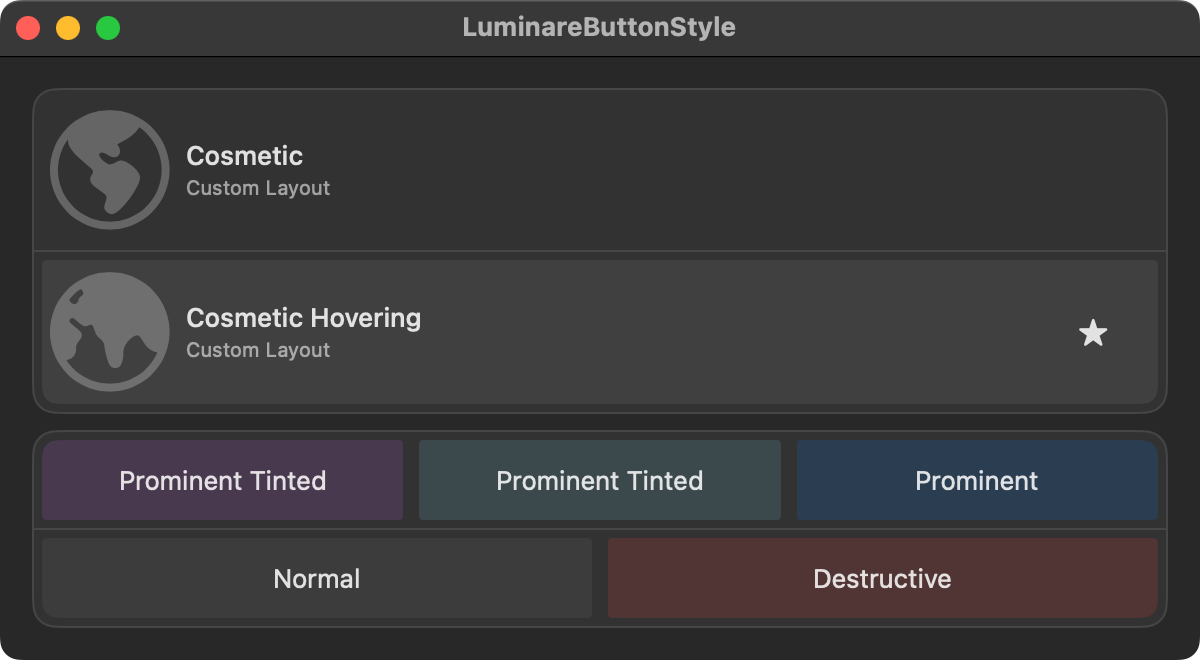 LuminareButtonStyle
Cosmetic
Custom Layout
Cosmetic Hovering
Custom Layout
Prominent Tinted
Prominent Tinted
Prominent
Normal
Destructive